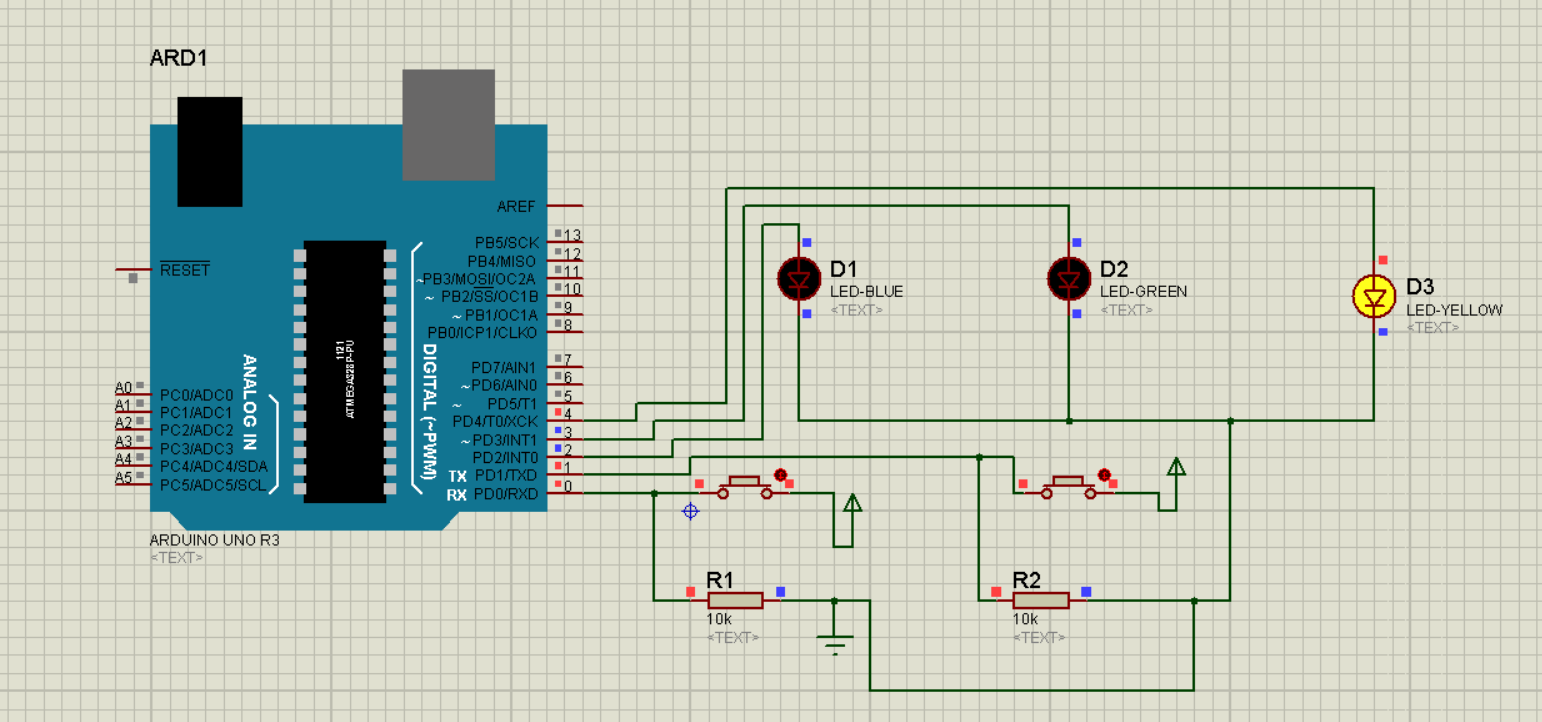 ARD1
AREF
13
PB5/SCK
12
PB4/MISO
11
~PB3/MOSI/OC2A
10
~ PB2/SS/OC1B
9
~ PB1/OC1A
8
PB0/ICP1/CLKO
RESET
7
PD7/AIN1
6
~PD6/AIN0
5
~ PD5/T1
4
PD4/T0/XCK
3
~PD3/INT1
2
PD2/INT0
1
TX PD1/TXD
0
RX PD0/RXD
DIGITAL (~PWM)
ANALOG IN
1121
ATMEGA328P-PU
A0 PC0/ADC0
A1 PC1/ADC1
A2 PC2/ADC2
A3 PC3/ADC3
A4 PC4/ADC4/SDA
A5 PC5/ADC5/SCL
ARDUINO UNO R3
<TEXT>
D1
LED-BLUE
<TEXT>
D2
LED-GREEN
<TEXT>
D3
LED-YELLOW
<TEXT>
R1
10k
<TEXT>
R2
10k
<TEXT>